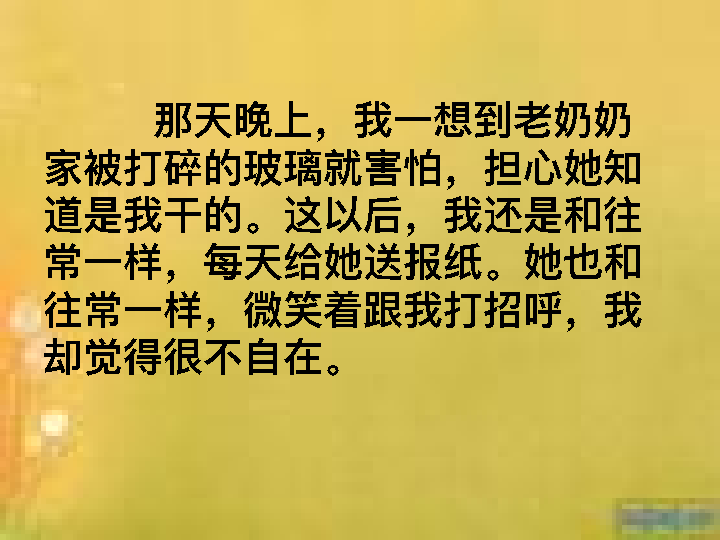 那天晚上，我一想到老奶奶
家被打碎的玻璃就害怕，担心她知
道是我干的。这以后，我还是和往
常一样，每天给她送报纸。她也和
往常一样，微笑着跟我打招呼，我
却觉得很不自在。